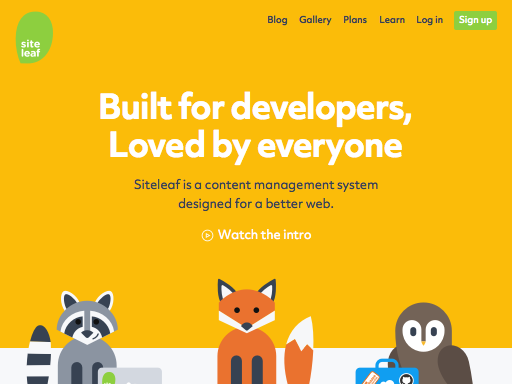 site
leaf
Blog Gallery Plans Learn Log in Sign up
Built for developers,
Loved by everyone
Siteleaf is a content management system
designed for a better web.
Watch the intro